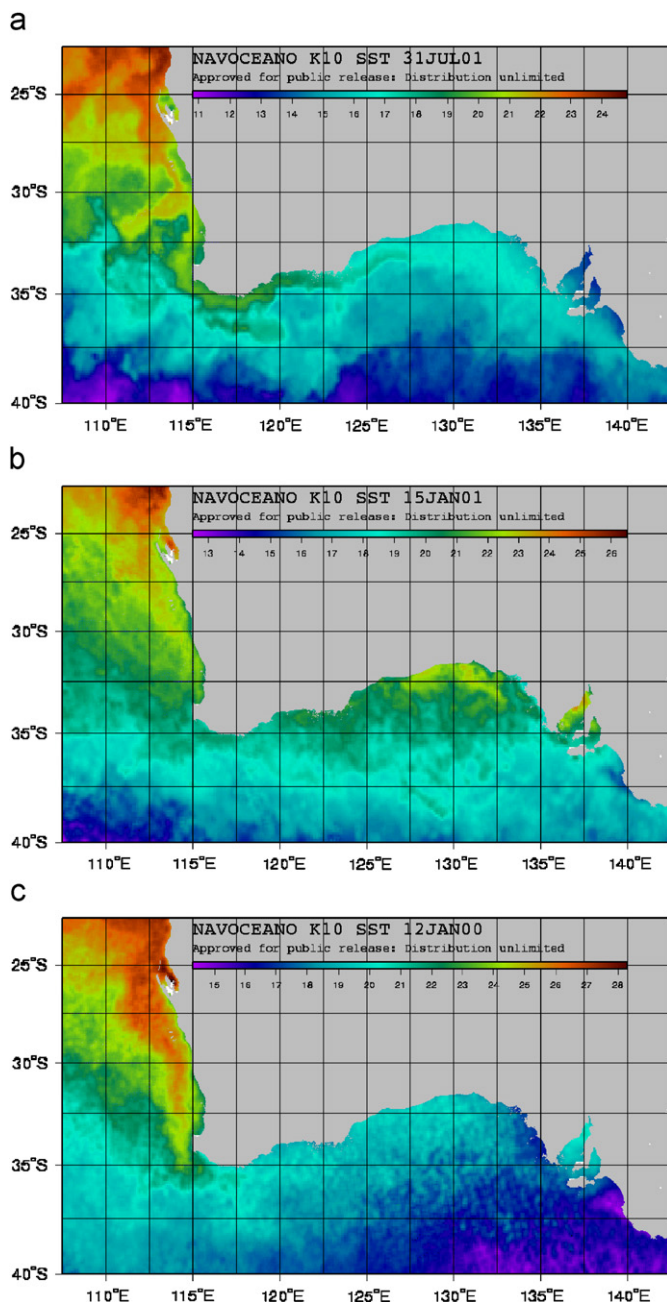 a
NAVOCEANO K10 SST 31JUL01
Approved for public release: Distribution unlimited
11 12 13 14 15 16 17 18 19 20 21 22 23 24
25°S
30°S
35°S
40°S
110°E 115°E 120°E 125°E 130°E 135°E 140°E
b
NAVOCEANO K10 SST 15JAN01
Approved for public release: Distribution unlimited
13 14 15 16 17 18 19 20 21 22 23 24 25 26
25°S
30°S
35°S
40°S
110°E 115°E 120°E 125°E 130°E 135°E 140°E
c
NAVOCEANO K10 SST 12JAN00
Approved for public release: Distribution unlimited
15 16 17 18 19 20 21 22 23 24 25 26 27 28
25°S
30°S
35°S
40°S
110°E 115°E 120°E 125°E 130°E 135°E 140°E